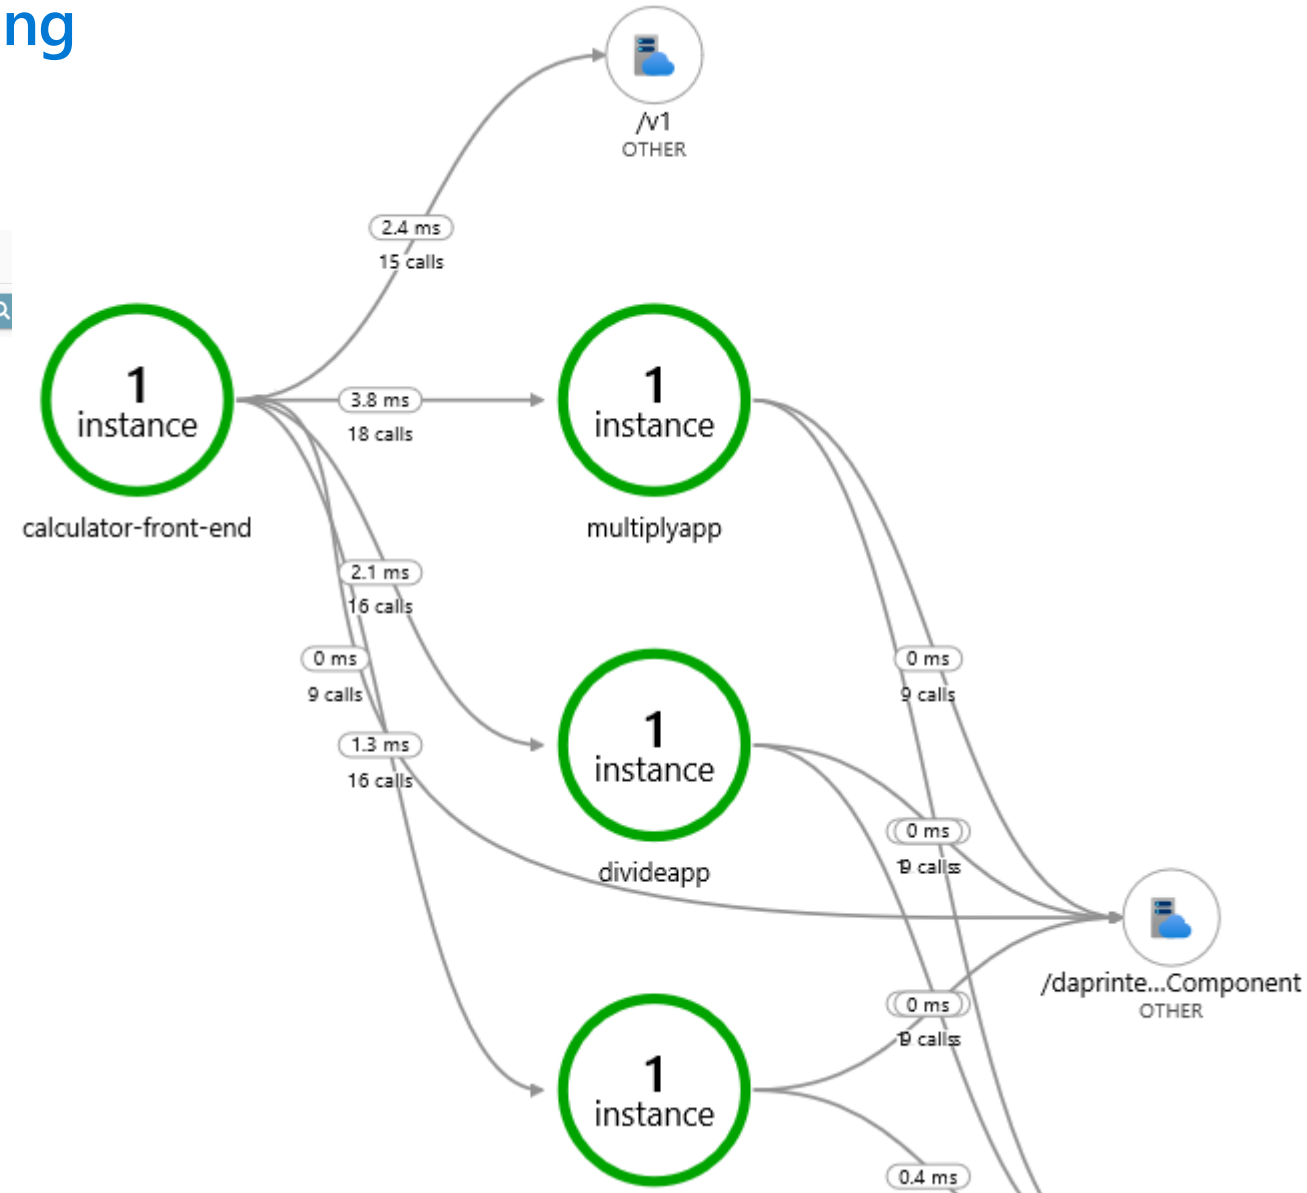 ng
/v1
OTHER
2.4 ms
15 calls
1
instance
calculator-front-end
3.8 ms
18 calls
1
instance
multiplyapp
2.1 ms
16 calls
0 ms
9 calls
1.3 ms
16 calls
0 ms
9 calls
1
instance
divideapp
0 ms
calls
/daprinte...Component
OTHER
0 ms
calls
1
instance
0.4 ms